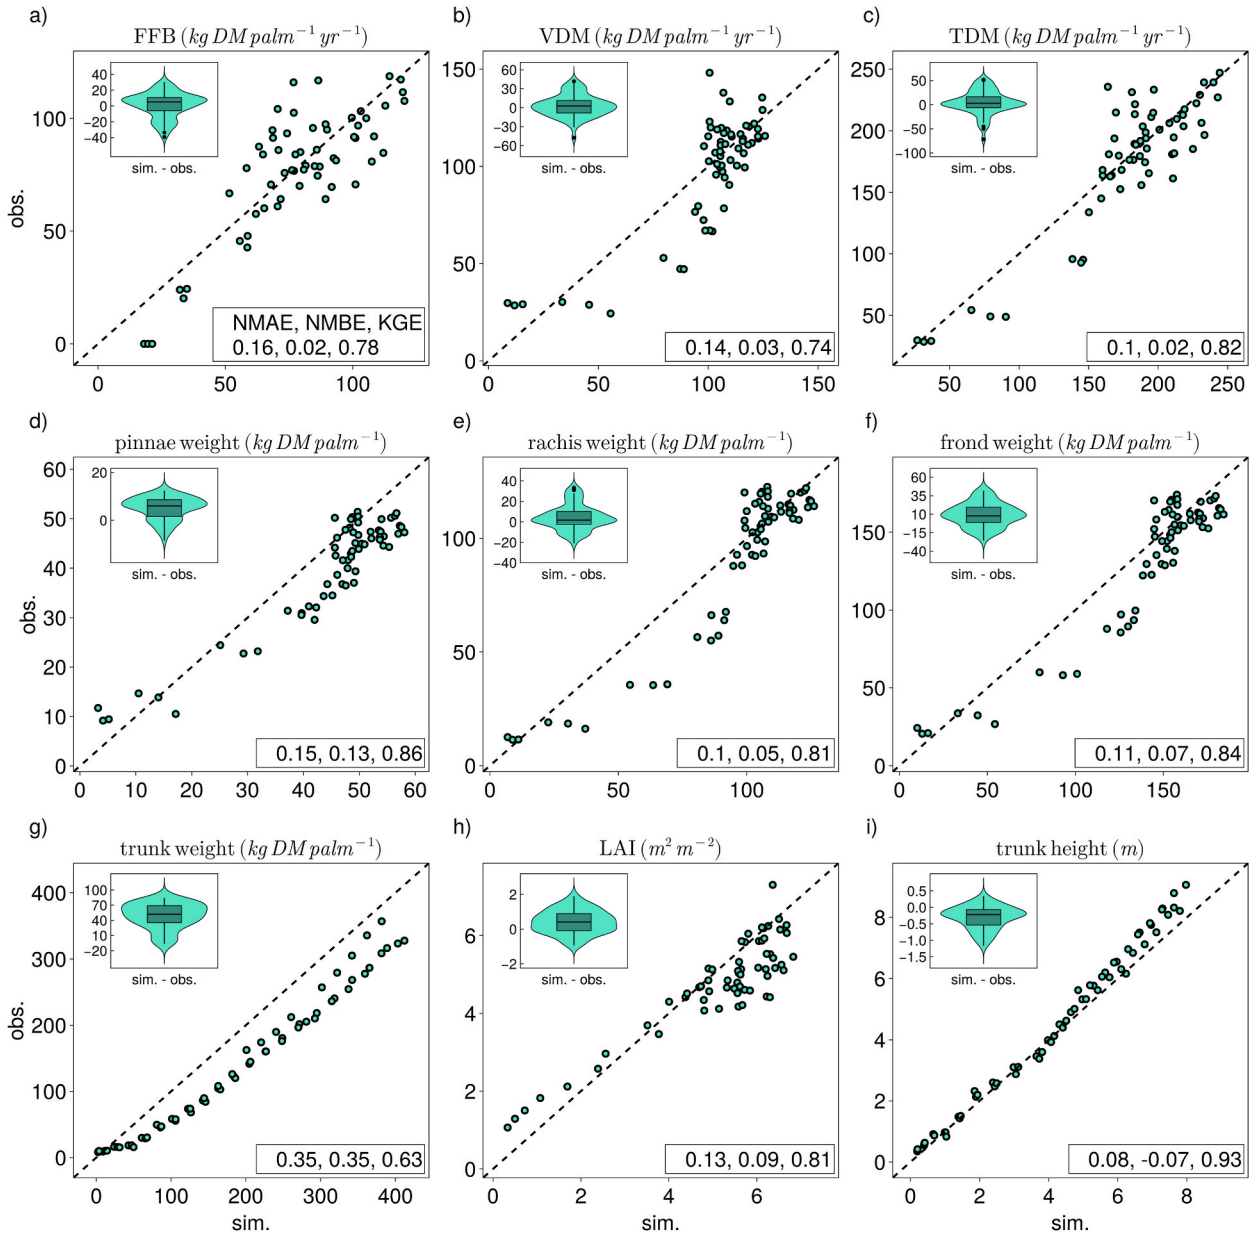 a)
FFB (kg DM palm⁻¹ yr⁻¹)
40
20
0
−20
−40
sim. - obs.
100
50
0
obs.
NMAE, NMBE, KGE
0.16, 0.02, 0.78
0 50 100
b)
VDM (kg DM palm⁻¹ yr⁻¹)
60
30
0
−30
−60
sim. - obs.
150
100
50
0
0.14, 0.03, 0.74
0 50 100 150
c)
TDM (kg DM palm⁻¹ yr⁻¹)
50
0
−50
−100
sim. - obs.
250
200
150
100
50
0.1, 0.02, 0.82
50 100 150 200 250
d)
pinnae weight (kg DM palm⁻¹)
20
0
sim. - obs.
60
50
40
30
20
10
0
obs.
0.15, 0.13, 0.86
0 10 20 30 40 50 60
e)
rachis weight (kg DM palm⁻¹)
40
20
0
−20
−40
sim. - obs.
100
50
0
0.1, 0.05, 0.81
0 50 100
f)
frond weight (kg DM palm⁻¹)
60
35
10
−15
−40
sim. - obs.
150
100
50
0
0.11, 0.07, 0.84
0 50 100 150
g)
trunk weight (kg DM palm⁻¹)
100
70
40
10
−20
sim. - obs.
400
300
200
100
0
obs.
0.35, 0.35, 0.63
0 100 200 300 400
sim.
h)
LAI (m² m⁻²)
2
0
−2
sim. - obs.
6
4
2
0
0.13, 0.09, 0.81
0 2 4 6
sim.
i)
trunk height (m)
0.5
0.0
−0.5
−1.0
−1.5
sim. - obs.
8
6
4
2
0
0.08, -0.07, 0.93
0 2 4 6 8
sim.